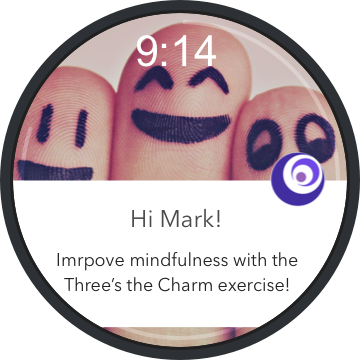 9:14
Hi Mark!
Imrpove mindfulness with the
Three's the Charm exercise!